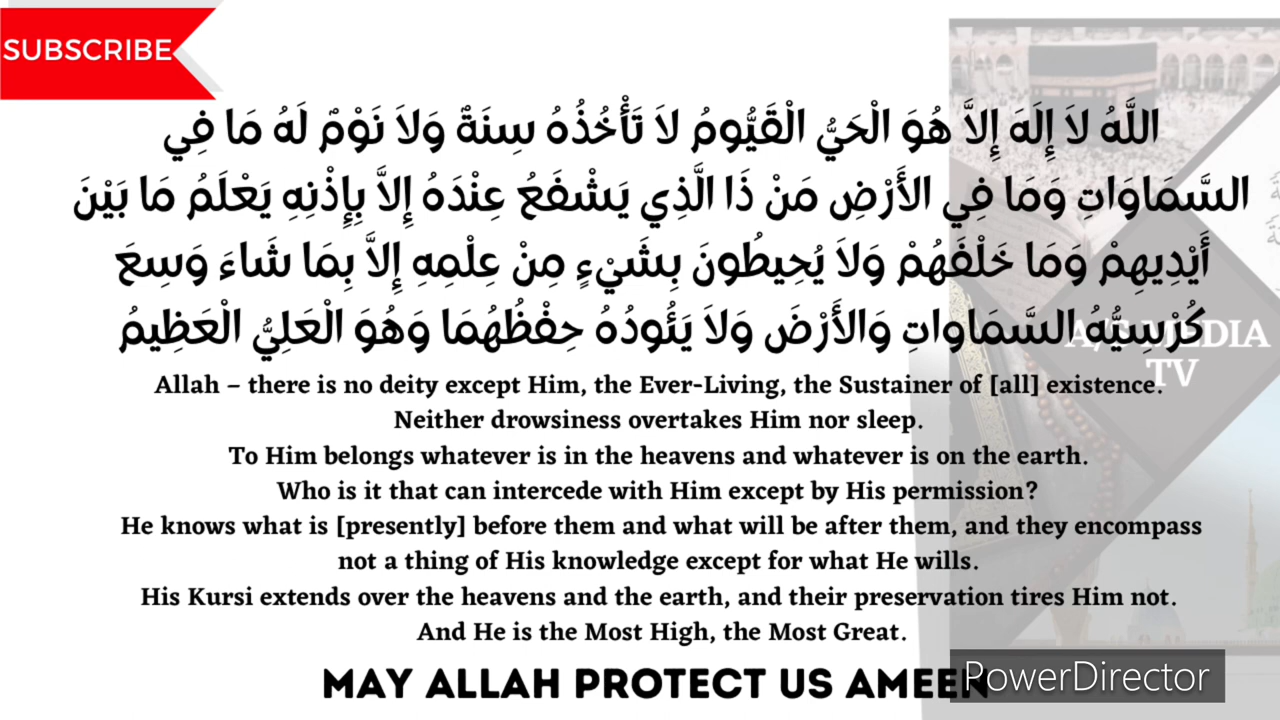 SUBSCRIBE
اللَّهُ لاَ إِلَهَ إِلاَّ هُوَ الْحَيُّ الْقَيُّومُ لاَ تَأْخُذُهُ سِنَةٌ وَلاَ نَوْمٌ لَهُ مَا فِي
السَّمَاوَاتِ وَمَا فِي الأَرْضِ مَنْ ذَا الَّذِي يَشْفَعُ عِنْدَهُ إِلاَّ بِإِذْنِهِ يَعْلَمُ مَا بَيْنَ
أَيْدِيهِمْ وَمَا خَلْفَهُمْ وَلاَ يُحِيطُونَ بِشَيْءٍ مِنْ عِلْمِهِ إِلاَّ بِمَا شَاءَ وَسِعَ
كُرْسِيُّهُ السَّمَاوَاتِ وَالأَرْضَ وَلاَ يَئُودُهُ حِفْظُهُمَا وَهُوَ الْعَلِيُّ الْعَظِيمُ
MEDIA
TV
Allah – there is no deity except Him, the Ever-Living, the Sustainer of [all] existence.
Neither drowsiness overtakes Him nor sleep.
To Him belongs whatever is in the heavens and whatever is on the earth.
Who is it that can intercede with Him except by His permission?
He knows what is [presently] before them and what will be after them, and they encompass
not a thing of His knowledge except for what He wills.
His Kursi extends over the heavens and the earth, and their preservation tires Him not.
And He is the Most High, the Most Great.
MAY ALLAH PROTECT US AMEEN
PowerDirector